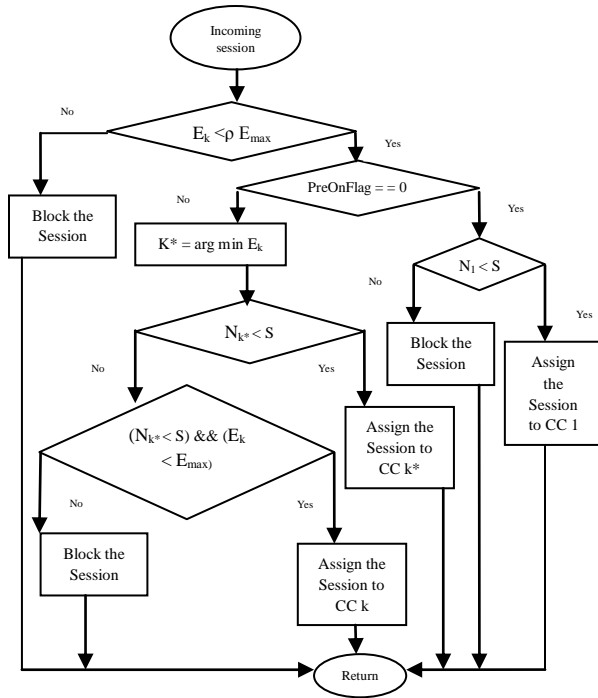 Incoming
session
No
E_k <ρ E_max
Yes
PreOnFlag = = 0
No
Yes
Block the
Session
K* = arg min E_k
N_1 < S
No
Yes
N_k* < S
Block the
Session
Assign
the
Session
to CC 1
No
Yes
(N_k* < S) && (E_k
< E_max)
Assign the
Session to
CC k*
No
Yes
Block the
Session
Assign the
Session to
CC k
Return